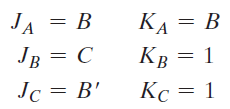 J_A = B K_A = B
J_B = C K_B = 1
J_C = B′ K_C = 1